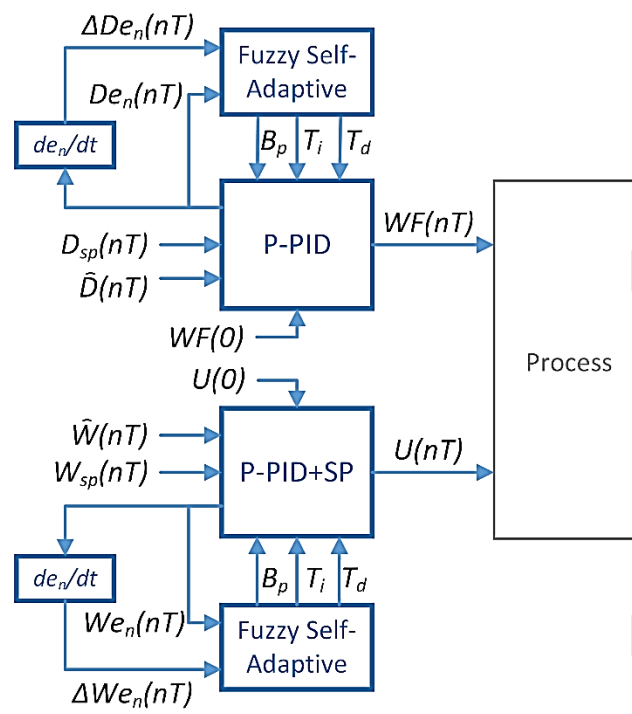 ΔDeₙ(nT)
Fuzzy Self-
Adaptive
Deₙ(nT)
deₙ/dt
Bₚ
Tᵢ
T_d
D_sp(nT)
P-PID
WF(nT)
D̂(nT)
WF(0)
Process
U(0)
Ŵ(nT)
U(nT)
W_sp(nT)
P-PID+SP
deₙ/dt
Bₚ
Tᵢ
T_d
Weₙ(nT)
Fuzzy Self-
Adaptive
ΔWeₙ(nT)